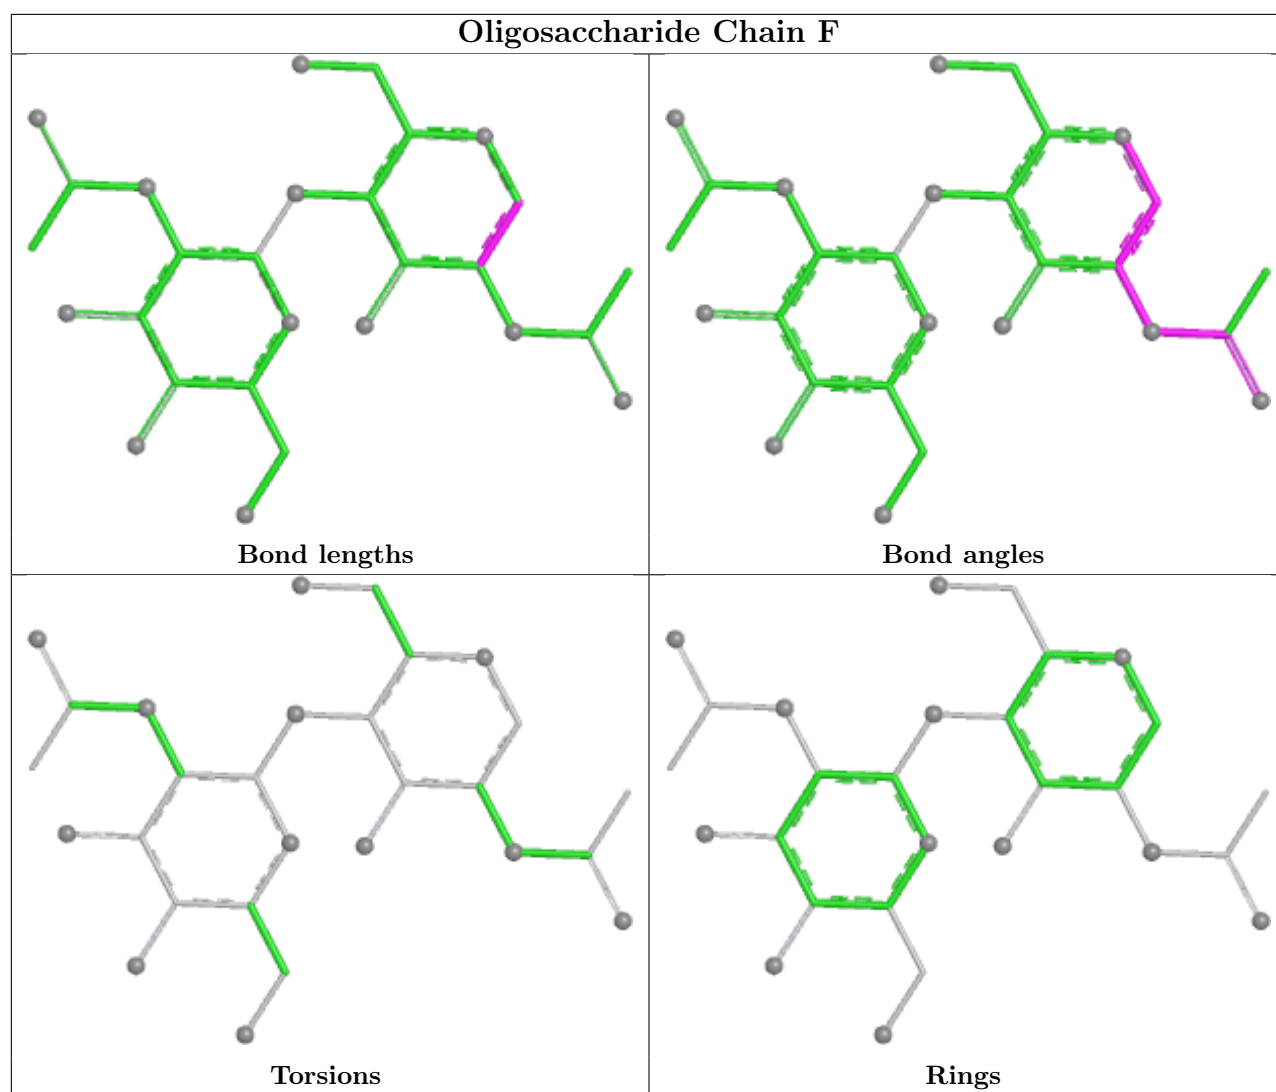 Oligosaccharide Chain F
Bond lengths
Bond angles
Torsions
Rings